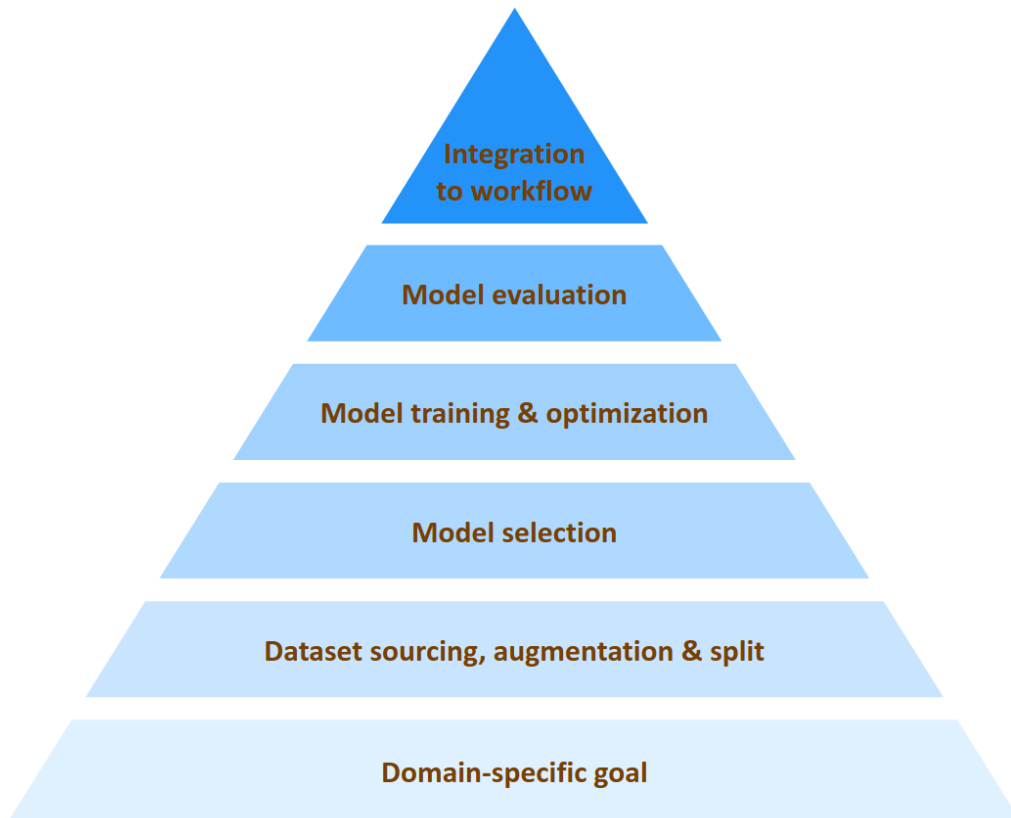 Integration
to workflow
Model evaluation
Model training & optimization
Model selection
Dataset sourcing, augmentation & split
Domain-specific goal